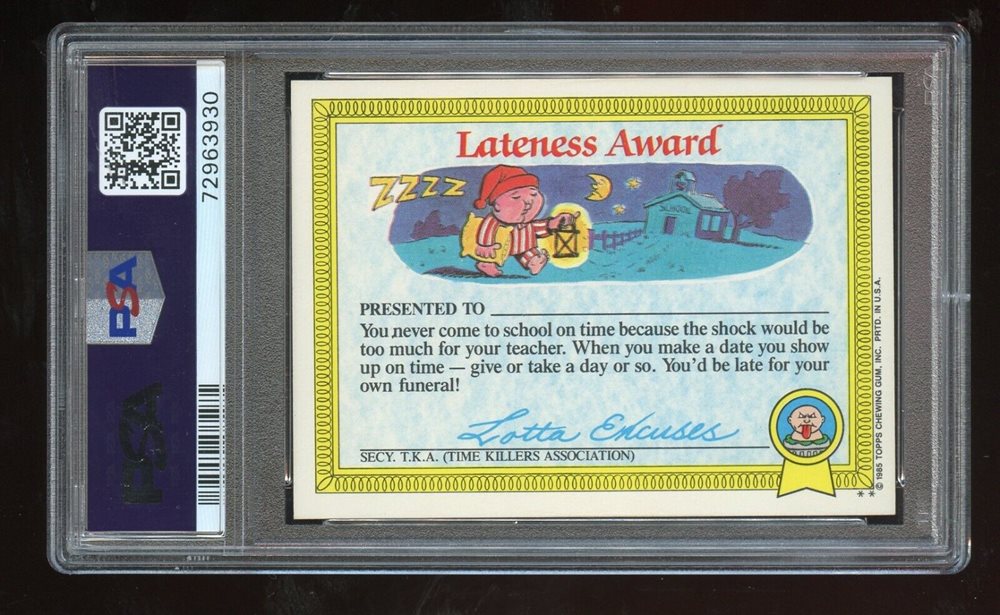 72963930
PSA
PSA
Lateness Award
ZZZZ
SCHOOL
PRESENTED TO
You never come to school on time because the shock would be
too much for your teacher. When you make a date you show
up on time — give or take a day or so. You'd be late for your
own funeral!
Lotta Excuses
SECY. T.K.A. (TIME KILLERS ASSOCIATION)
** © 1985 TOPPS CHEWING GUM, INC. PRTD. IN U.S.A.